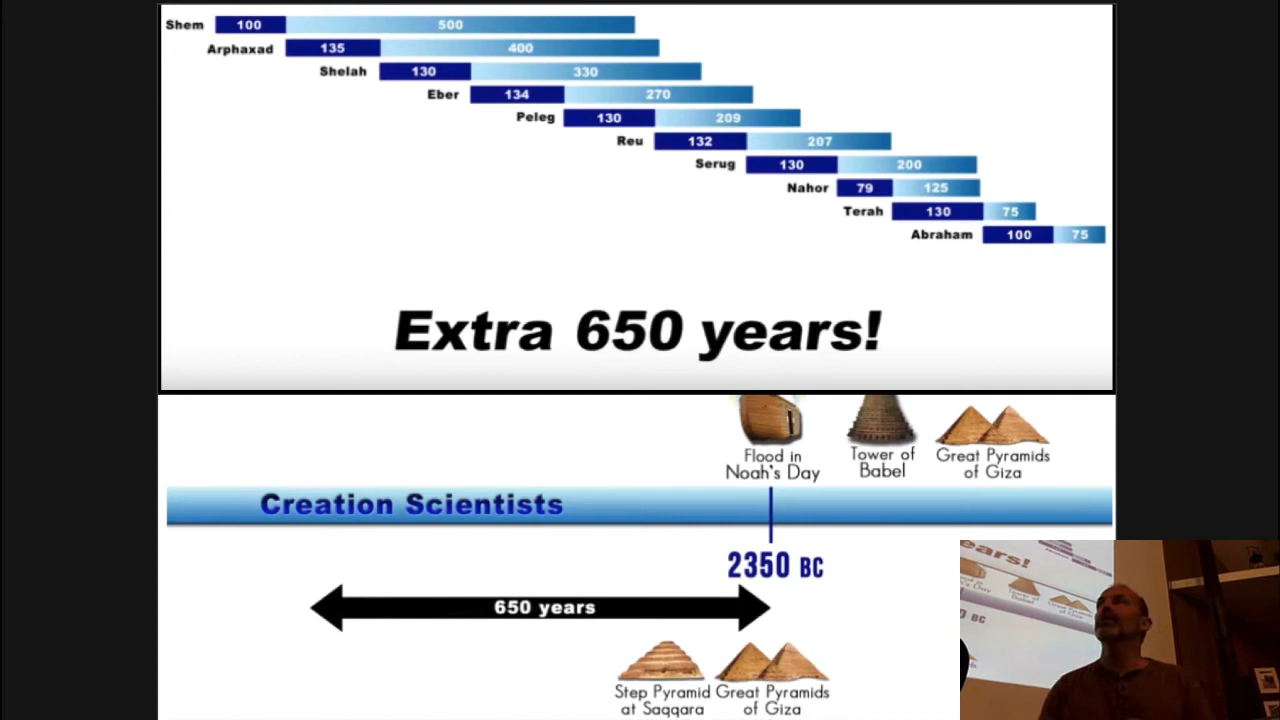 Shem 100 500
Arphaxad 135 400
Shelah 130 330
Eber 134 270
Peleg 130 209
Reu 132 207
Serug 130 200
Nahor 79 125
Terah 130 75
Abraham 100 75
Extra 650 years!
Flood in
Noah's Day
Tower of
Babel
Great Pyramids
of Giza
Creation Scientists
2350 BC
650 years
Step Pyramid
at Saqqara
Great Pyramids
of Giza
ears!
BC